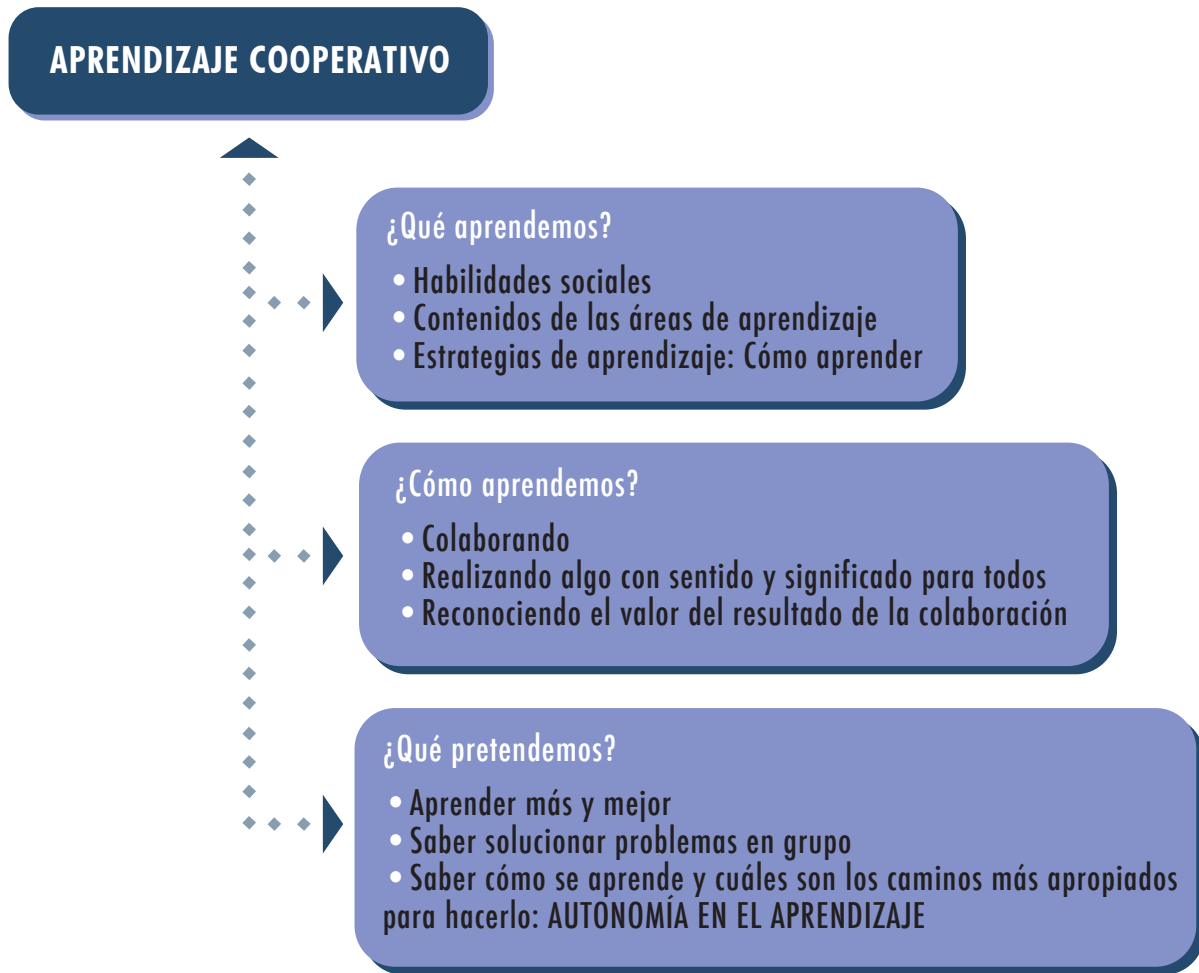 APRENDIZAJE COOPERATIVO
¿Qué aprendemos?
• Habilidades sociales
• Contenidos de las áreas de aprendizaje
• Estrategias de aprendizaje: Cómo aprender
¿Cómo aprendemos?
• Colaborando
• Realizando algo con sentido y significado para todos
• Reconociendo el valor del resultado de la colaboración
¿Qué pretendemos?
• Aprender más y mejor
• Saber solucionar problemas en grupo
• Saber cómo se aprende y cuáles son los caminos más apropiados
para hacerlo: AUTONOMÍA EN EL APRENDIZAJE